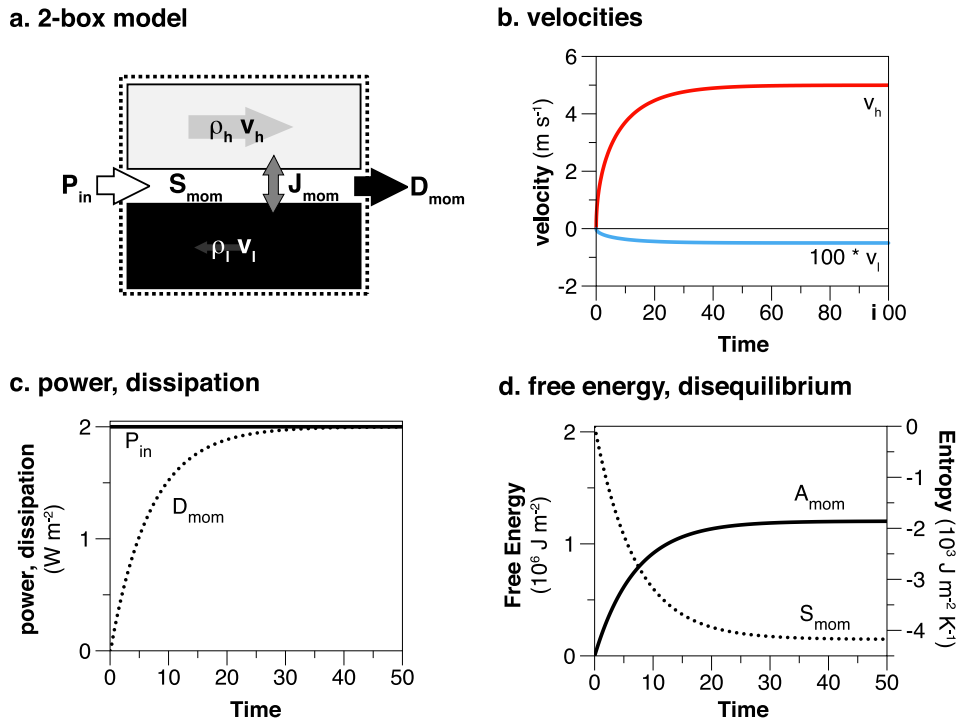 a. 2-box model
ρh vh
Pin
Smom
Jmom
Dmom
ρl vl
b. velocities
velocity (m s-1)
6
4
2
0
-2
vh
100 * vl
0 20 40 60 80 i 00
Time
c. power, dissipation
power, dissipation
(W m-2)
2
1
0
Pin
Dmom
0 10 20 30 40 50
Time
d. free energy, disequilibrium
Free Energy
(10⁶ J m-2)
2
1
0
Amom
Smom
0
-1
-2
-3
-4
Entropy (10³ J m-2 K-1)
0 10 20 30 40 50
Time